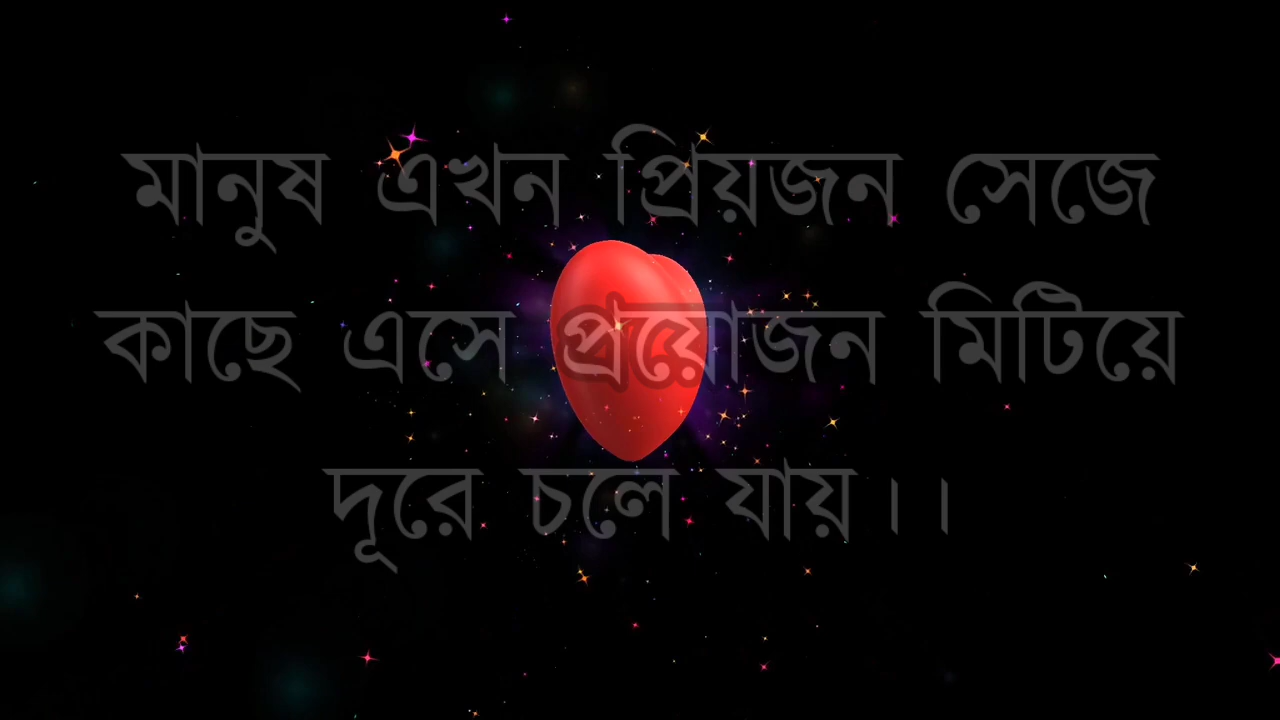 মানুষ এখন প্রিয়জন সেজে
কাছে এসে প্রয়োজন মিটিয়ে
দূরে চলে যায়।।